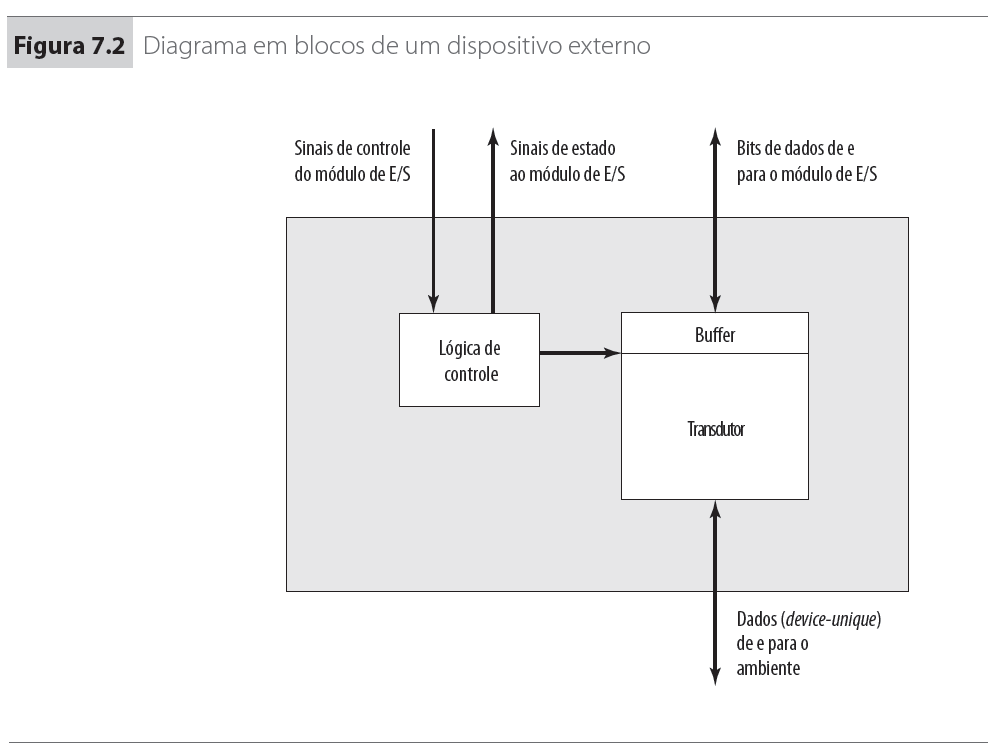 Figura 7.2 Diagrama em blocos de um dispositivo externo
Sinais de controle
do módulo de E/S
Sinais de estado
ao módulo de E/S
Bits de dados de e
para o módulo de E/S
Lógica de
controle
Buffer
Transdutor
Dados (device-unique)
de e para o
ambiente